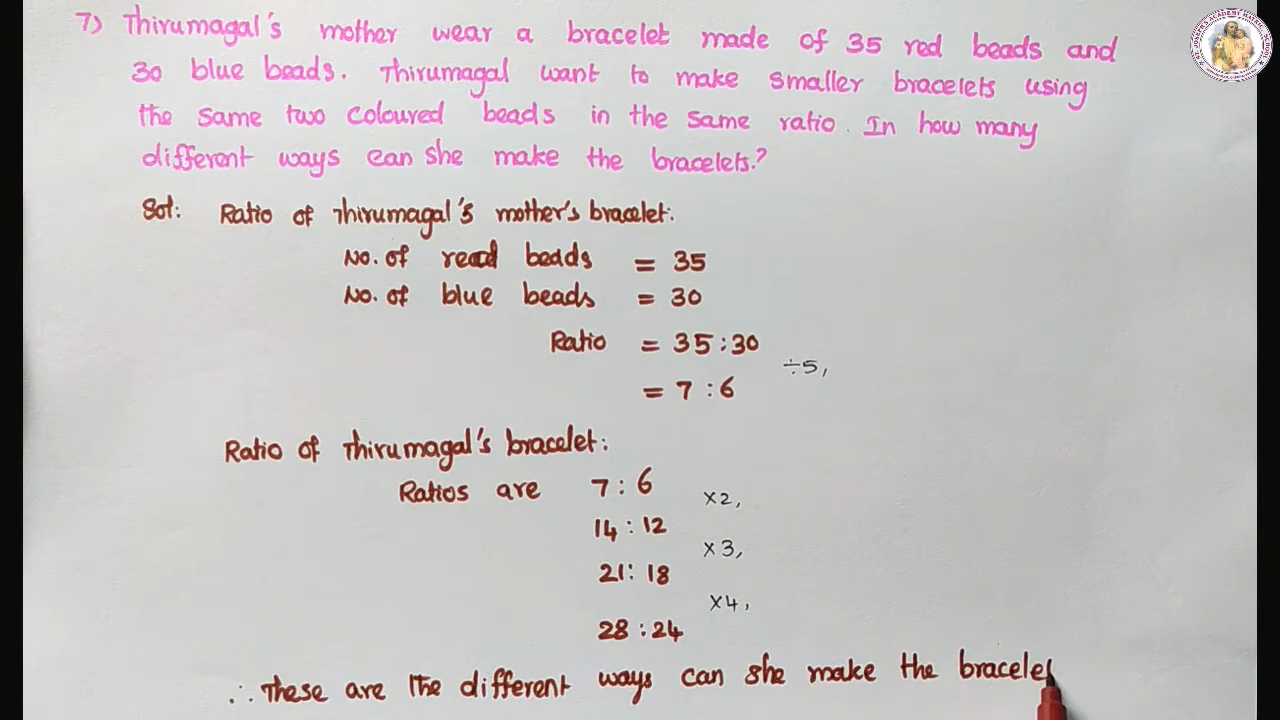 7) Thirumagal's mother wear a bracelet made of 35 red beads and
30 blue beads. Thirumagal want to make smaller bracelets using
the same two coloured beads in the same ratio. In how many
different ways can she make the bracelets.?
Sol: Ratio of Thirumagal's mother's bracelet:
No. of read beads = 35
No. of blue beads = 30
Ratio = 35:30
÷5,
= 7:6
Ratio of Thirumagal's bracelet:
Ratios are 7:6
×2,
14:12
×3,
21:18
×4,
28:24
∴ These are the different ways can she make the bracelet